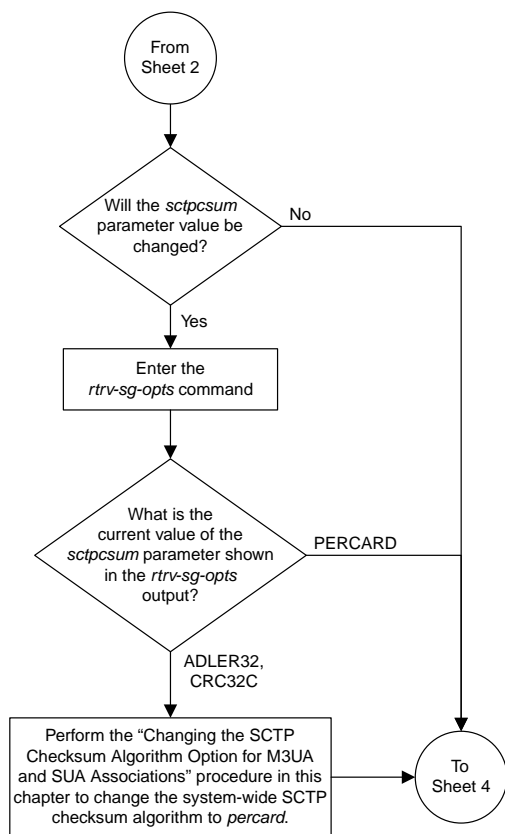 From
Sheet 2
Will the sctpcsum
parameter value be
changed?
No
Yes
Enter the
rtrv-sg-opts command
What is the
current value of the
sctpcsum parameter shown
in the rtrv-sg-opts
output?
PERCARD
ADLER32,
CRC32C
Perform the “Changing the SCTP
Checksum Algorithm Option for M3UA
and SUA Associations” procedure in this
chapter to change the system-wide SCTP
checksum algorithm to percard.
To
Sheet 4